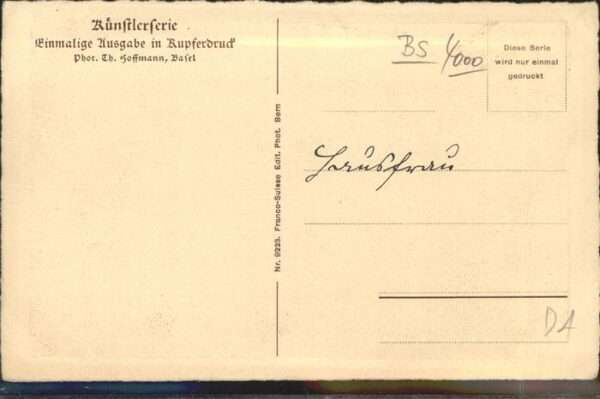 Künstlerserie
Einmalige Ausgabe in Kupferdruck
Phot. Th. Hoffmann, Basel
Nr. 9223. Franco-Suisse Edit. Phot. Bern
BS
4000
Diese Serie
wird nur einmal
gedruckt
Hausfrau